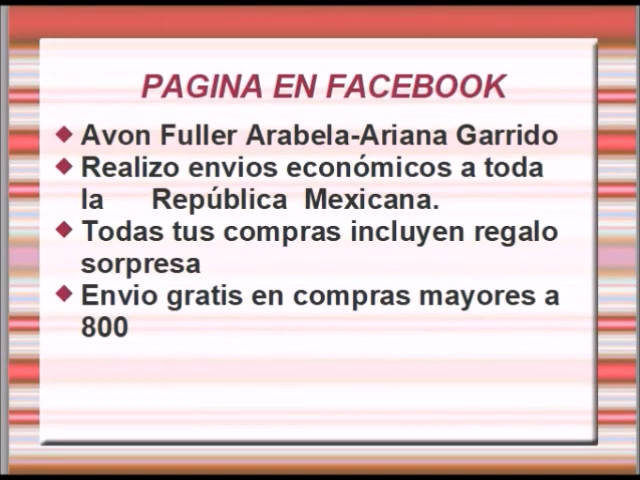 PAGINA EN FACEBOOK
Avon Fuller Arabela-Ariana Garrido
Realizo envios económicos a toda
la República Mexicana.
Todas tus compras incluyen regalo
sorpresa
Envio gratis en compras mayores a
800